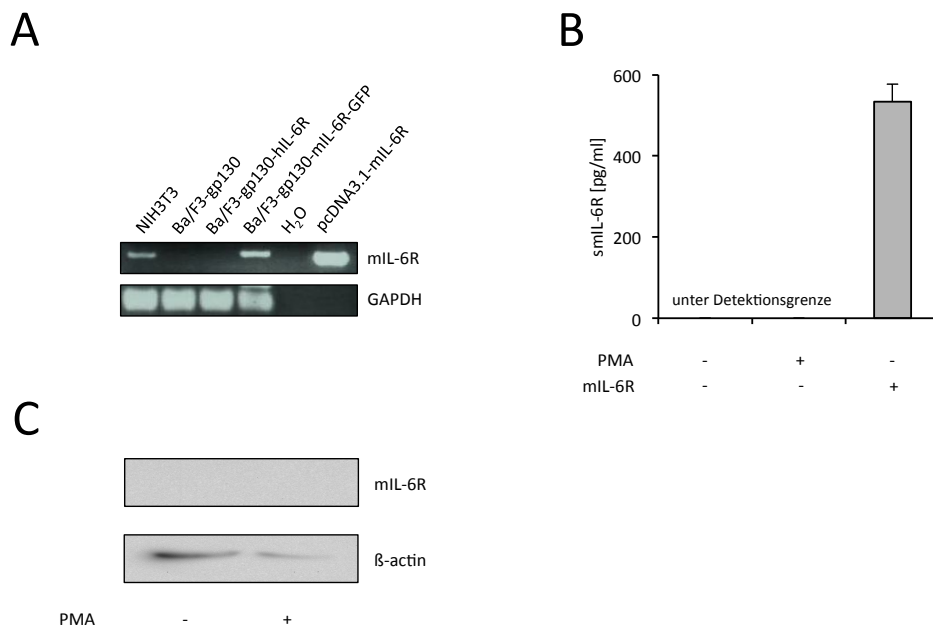 A
NIH3T3
Ba/F3-gp130
Ba/F3-gp130-hIL-6R
Ba/F3-gp130-mIL-6R-GFP
H₂O
pcDNA3.1-mIL-6R
mIL-6R
GAPDH
B
smIL-6R [pg/ml]
600
400
200
0
unter Detektionsgrenze
PMA - + -
mIL-6R - - +
C
mIL-6R
ß-actin
PMA - +